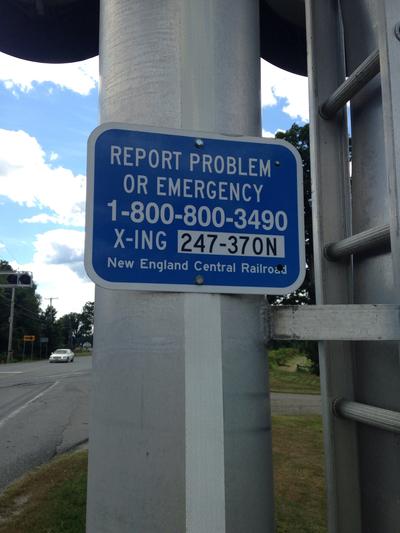 REPORT PROBLEM
OR EMERGENCY
1-800-800-3490
X-ING 247-370N
New England Central Railroad